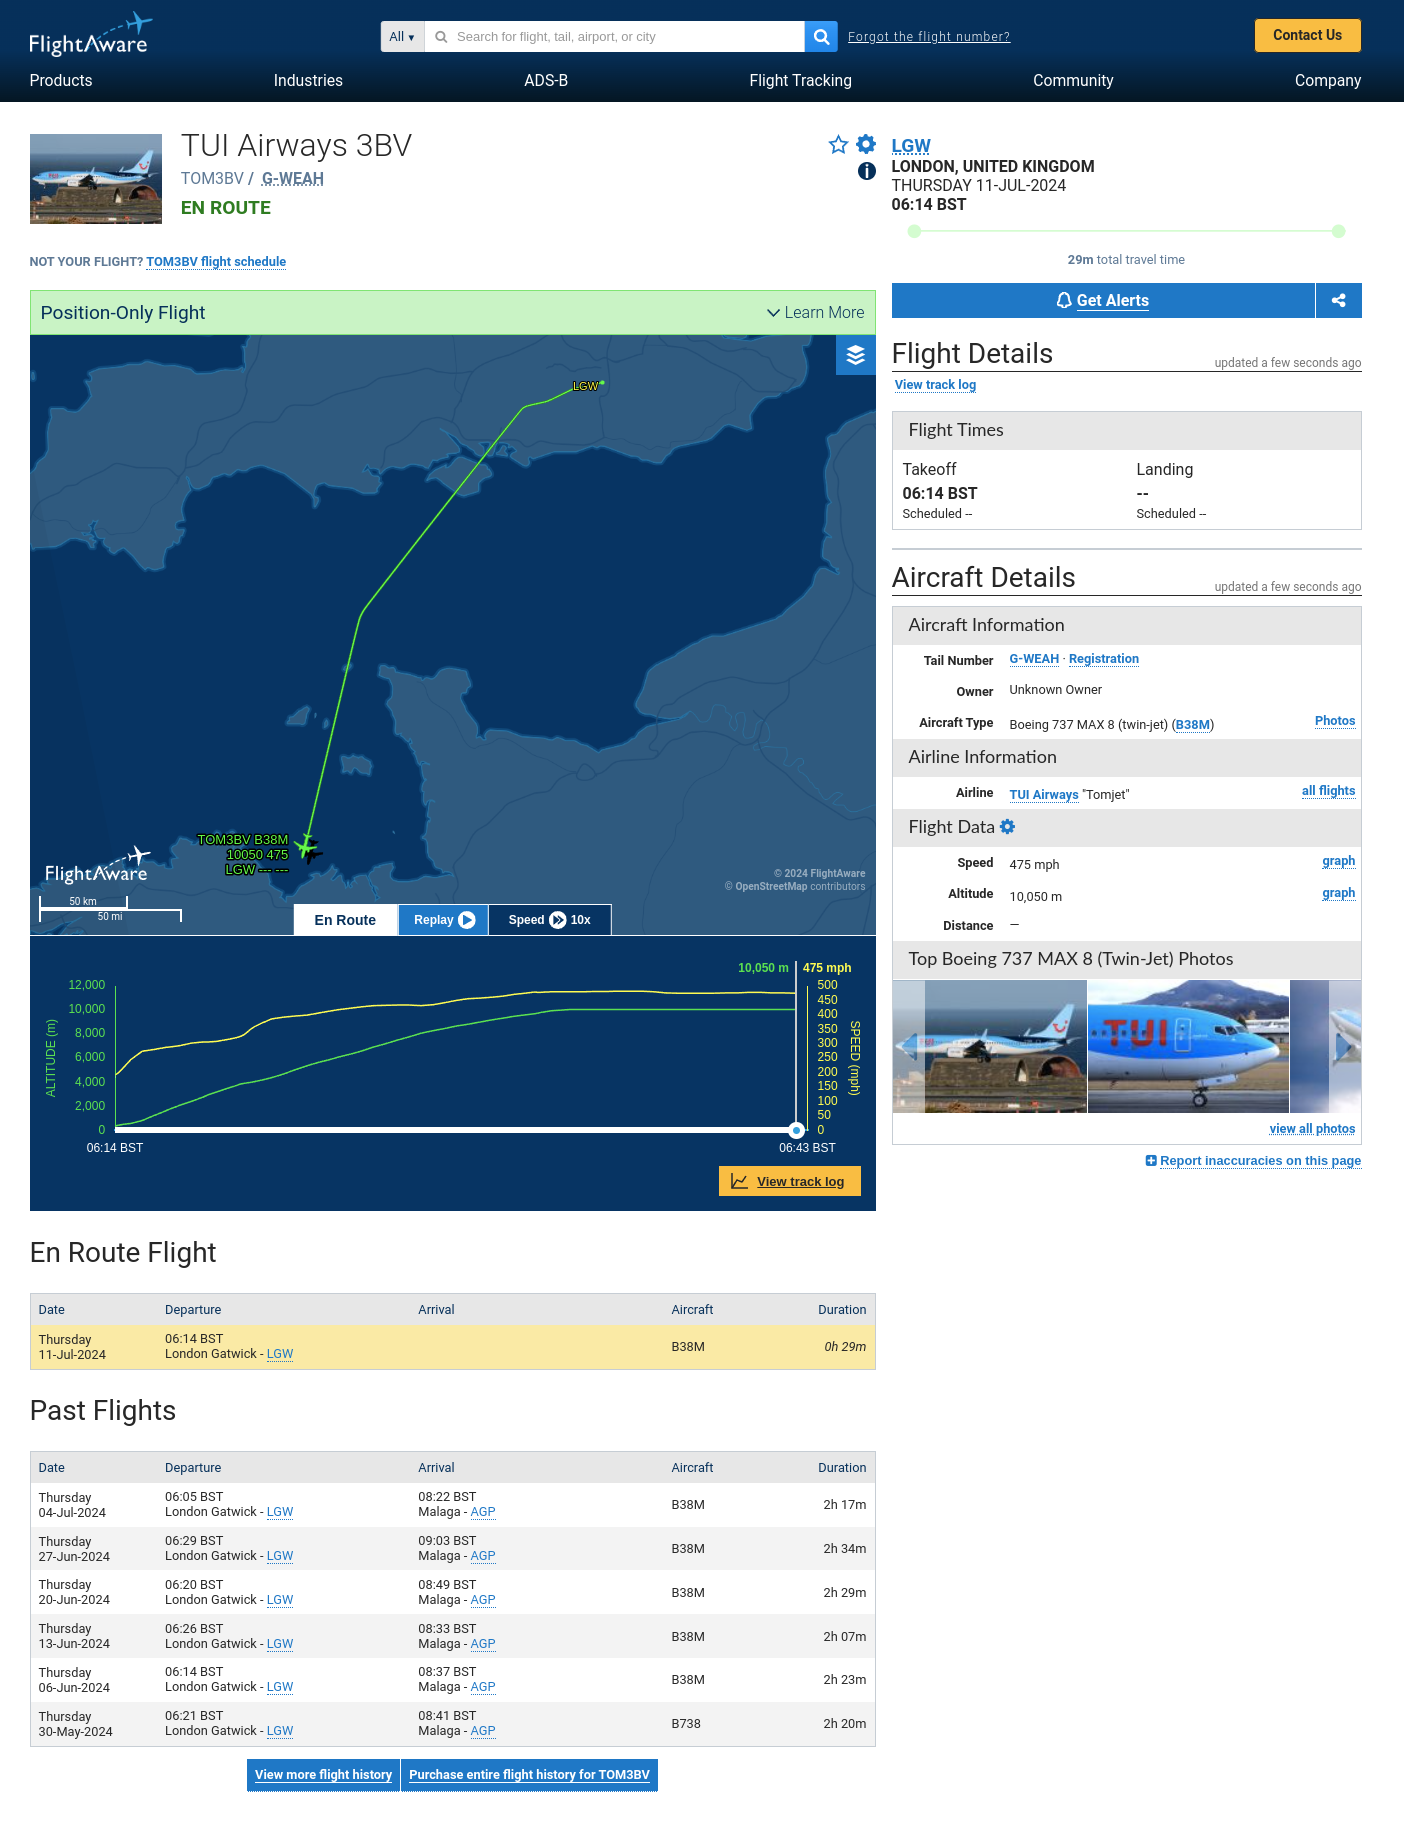 FlightAware
All ▼
Search for flight, tail, airport, or city
Forgot the flight number?
Contact Us
Products
Industries
ADS-B
Flight Tracking
Community
Company
TUI Airways 3BV
TOM3BV / G-WEAH
EN ROUTE
NOT YOUR FLIGHT? TOM3BV flight schedule
LGW
LONDON, UNITED KINGDOM
THURSDAY 11-JUL-2024
06:14 BST
29m total travel time
Get Alerts
Position-Only Flight
Learn More
LGW
TOM3BV B38M
10050 475
LGW --- ---
FlightAware
50 km
50 mi
© 2024 FlightAware
© OpenStreetMap contributors
En Route
Replay
Speed 10x
10,050 m
475 mph
ALTITUDE (m)
12,000
10,000
8,000
6,000
4,000
2,000
0
500
450
400
350
300
250
200
150
100
50
0
SPEED (mph)
06:14 BST
06:43 BST
View track log
Flight Details
updated a few seconds ago
View track log
Flight Times
Takeoff
06:14 BST
Scheduled --
Landing
--
Scheduled --
Aircraft Details
updated a few seconds ago
Aircraft Information
Tail Number G-WEAH · Registration
Owner Unknown Owner
Aircraft Type Boeing 737 MAX 8 (twin-jet) (B38M) Photos
Airline Information
Airline TUI Airways "Tomjet" all flights
Flight Data
Speed 475 mph graph
Altitude 10,050 m graph
Distance —
Top Boeing 737 MAX 8 (Twin-Jet) Photos
TUI
view all photos
Report inaccuracies on this page
En Route Flight
Date Departure Arrival Aircraft Duration
Thursday
11-Jul-2024
06:14 BST
London Gatwick - LGW
B38M
0h 29m
Past Flights
Date Departure Arrival Aircraft Duration
Thursday
04-Jul-2024
06:05 BST
London Gatwick - LGW
08:22 BST
Malaga - AGP
B38M
2h 17m
Thursday
27-Jun-2024
06:29 BST
London Gatwick - LGW
09:03 BST
Malaga - AGP
B38M
2h 34m
Thursday
20-Jun-2024
06:20 BST
London Gatwick - LGW
08:49 BST
Malaga - AGP
B38M
2h 29m
Thursday
13-Jun-2024
06:26 BST
London Gatwick - LGW
08:33 BST
Malaga - AGP
B38M
2h 07m
Thursday
06-Jun-2024
06:14 BST
London Gatwick - LGW
08:37 BST
Malaga - AGP
B38M
2h 23m
Thursday
30-May-2024
06:21 BST
London Gatwick - LGW
08:41 BST
Malaga - AGP
B738
2h 20m
View more flight history
Purchase entire flight history for TOM3BV